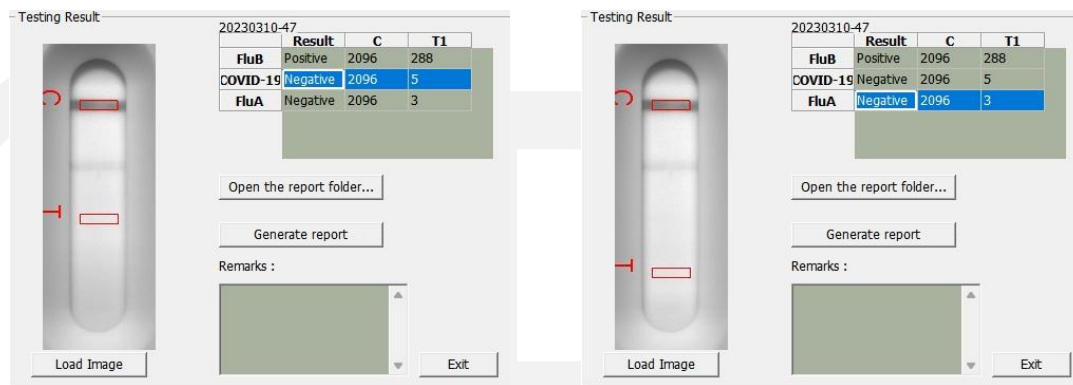 Testing Result
20230310-47
Result C T1
FluB Positive 2096 288
COVID-19 Negative 2096 5
FluA Negative 2096 3
C
T
Open the report folder...
Generate report
Remarks :
Load Image
Exit
Testing Result
20230310-47
Result C T1
FluB Positive 2096 288
COVID-19 Negative 2096 5
FluA Negative 2096 3
C
T
Open the report folder...
Generate report
Remarks :
Load Image
Exit